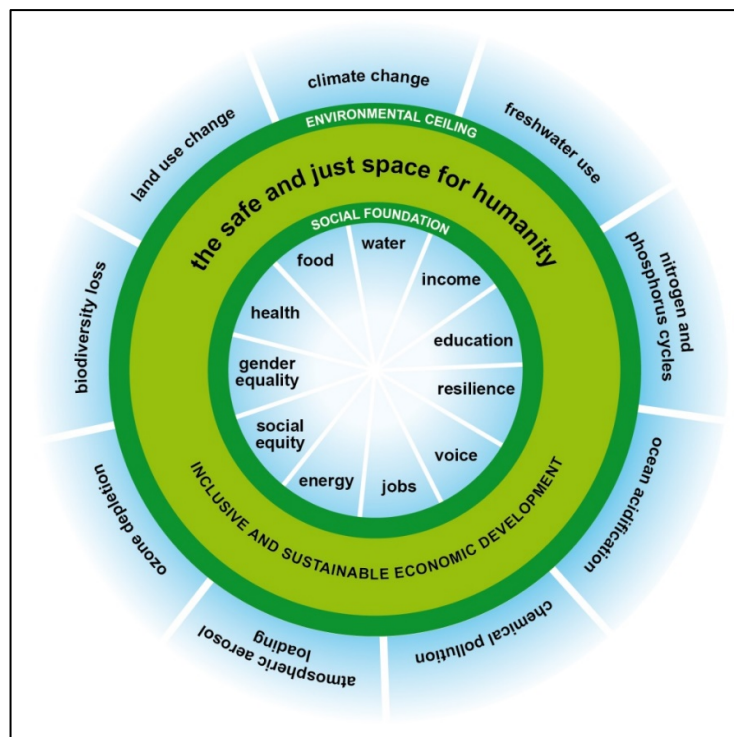 climate change
freshwater use
nitrogen and
phosphorus cycles
ocean acidification
chemical pollution
atmospheric aerosol
loading
ozone depletion
biodiversity loss
land use change
ENVIRONMENTAL CEILING
the safe and just space for humanity
SOCIAL FOUNDATION
water
income
education
resilience
voice
jobs
energy
social
equity
gender
equality
health
food
INCLUSIVE AND SUSTAINABLE ECONOMIC DEVELOPMENT